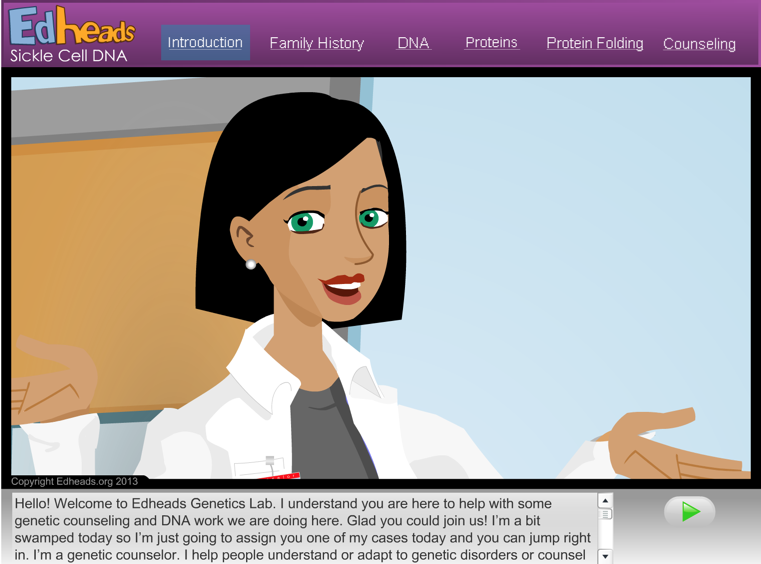 Edheads
Sickle Cell DNA
Introduction
Family History
DNA
Proteins
Protein Folding
Counseling
Copyright Edheads.org 2013
Hello! Welcome to Edheads Genetics Lab. I understand you are here to help with some
genetic counseling and DNA work we are doing here. Glad you could join us! I'm a bit
swamped today so I'm just going to assign you one of my cases today and you can jump right
in. I'm a genetic counselor. I help people understand or adapt to genetic disorders or counsel